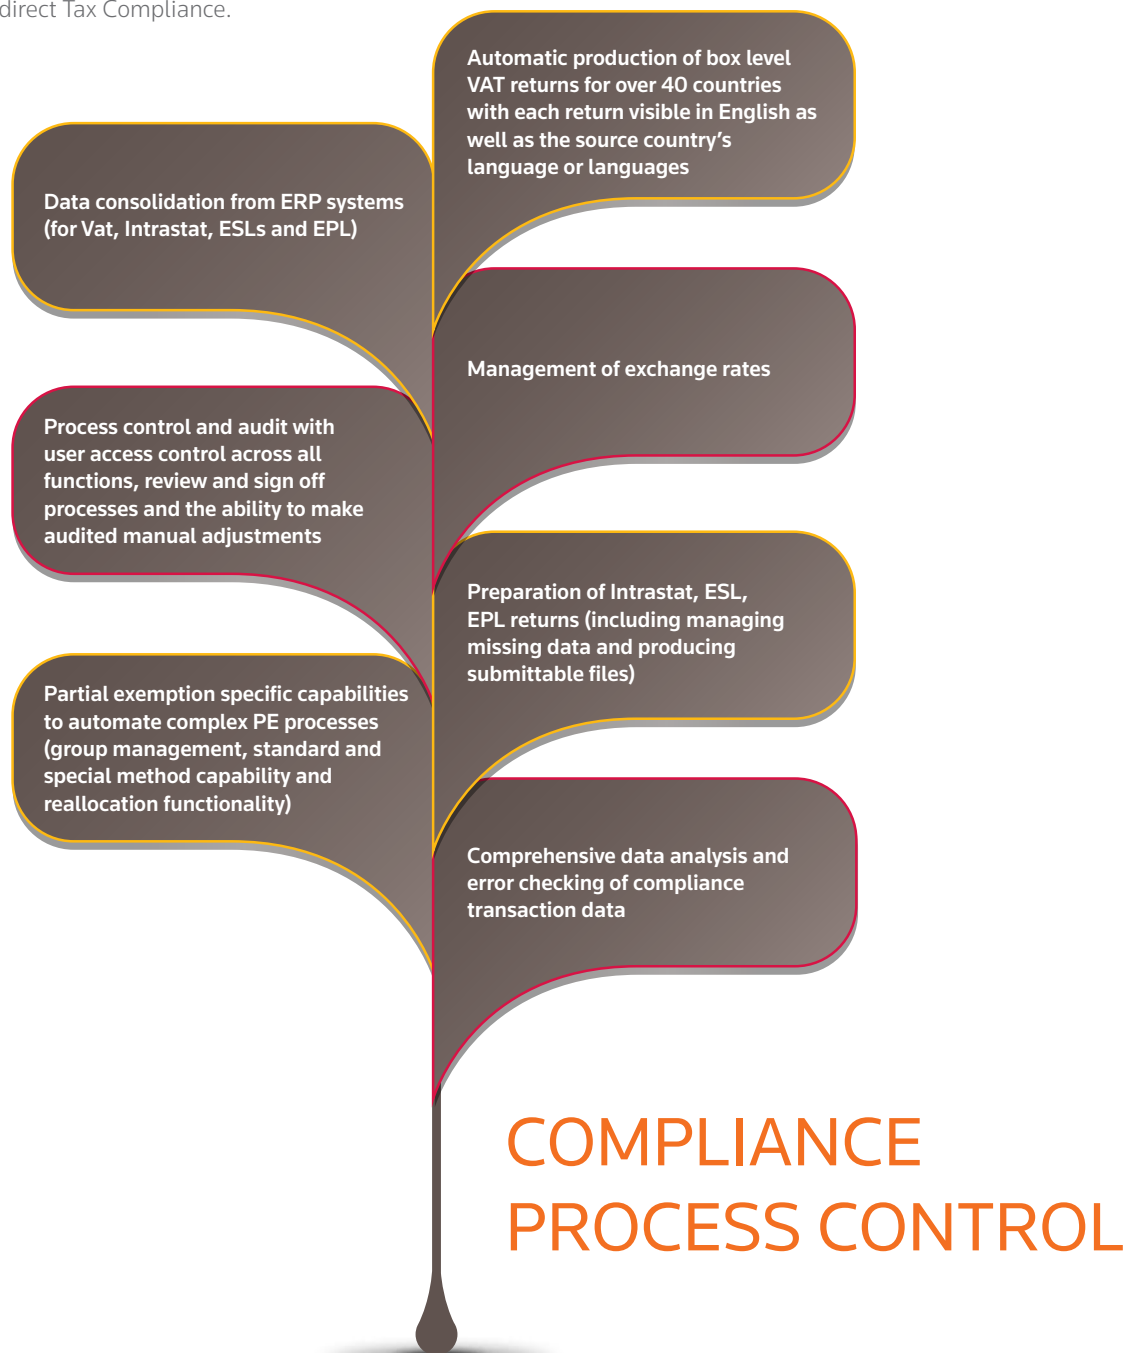 direct Tax Compliance.
Automatic production of box level
VAT returns for over 40 countries
with each return visible in English as
well as the source country’s
language or languages
Data consolidation from ERP systems
(for Vat, Intrastat, ESLs and EPL)
Management of exchange rates
Process control and audit with
user access control across all
functions, review and sign off
processes and the ability to make
audited manual adjustments
Preparation of Intrastat, ESL,
EPL returns (including managing
missing data and producing
submittable files)
Partial exemption specific capabilities
to automate complex PE processes
(group management, standard and
special method capability and
reallocation functionality)
Comprehensive data analysis and
error checking of compliance
transaction data
COMPLIANCE
PROCESS CONTROL